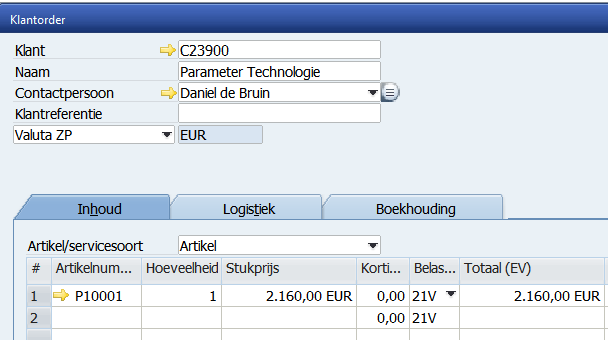 Klantorder
Klant C23900
Naam Parameter Technologie
Contactpersoon Daniel de Bruin
Klantreferentie
Valuta ZP EUR
Inhoud Logistiek Boekhouding
Artikel/servicesoort Artikel
# Artikelnum... Hoeveelheid Stukprijs Korti... Belas... Totaal (EV)
1 P10001 1 2.160,00 EUR 0,00 21V 2.160,00 EUR
2 0,00 21V